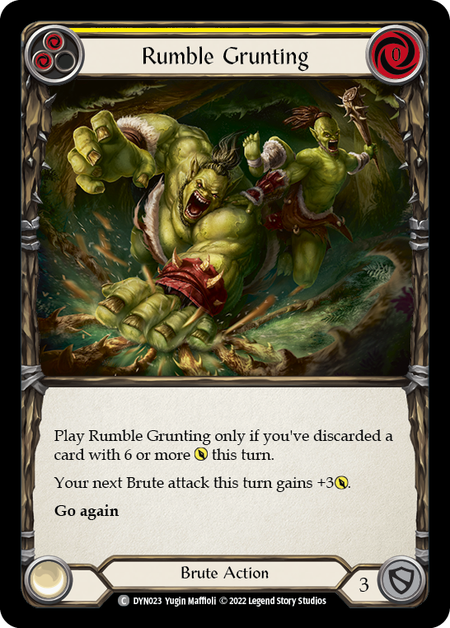 Rumble Grunting
0
Play Rumble Grunting only if you've discarded a
card with 6 or more this turn.
Your next Brute attack this turn gains +3.
Go again
Brute Action
3
C DYN023 Yugin Maffioli © 2022 Legend Story Studios